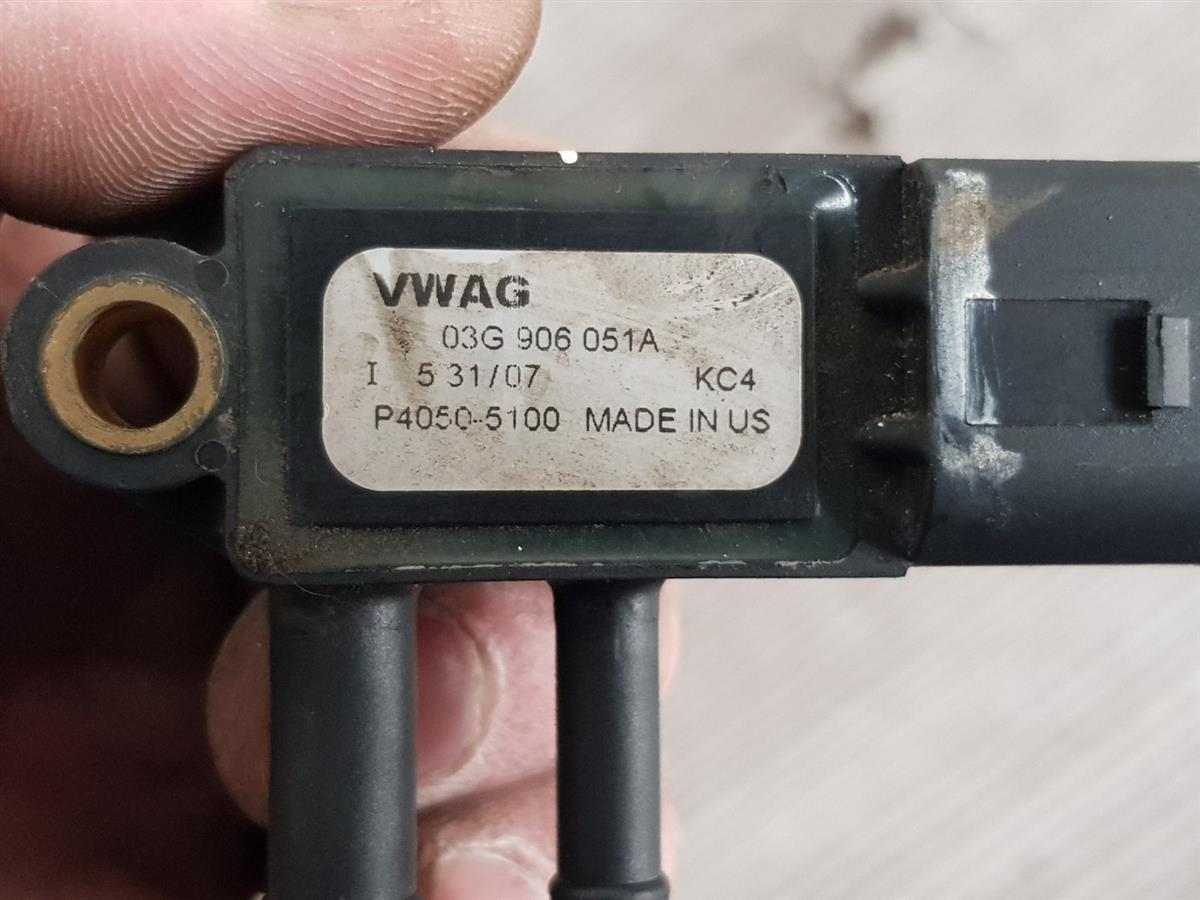 VWAG
03G 906 051A
I 5 31/07 KC4
P4050-5100 MADE IN US